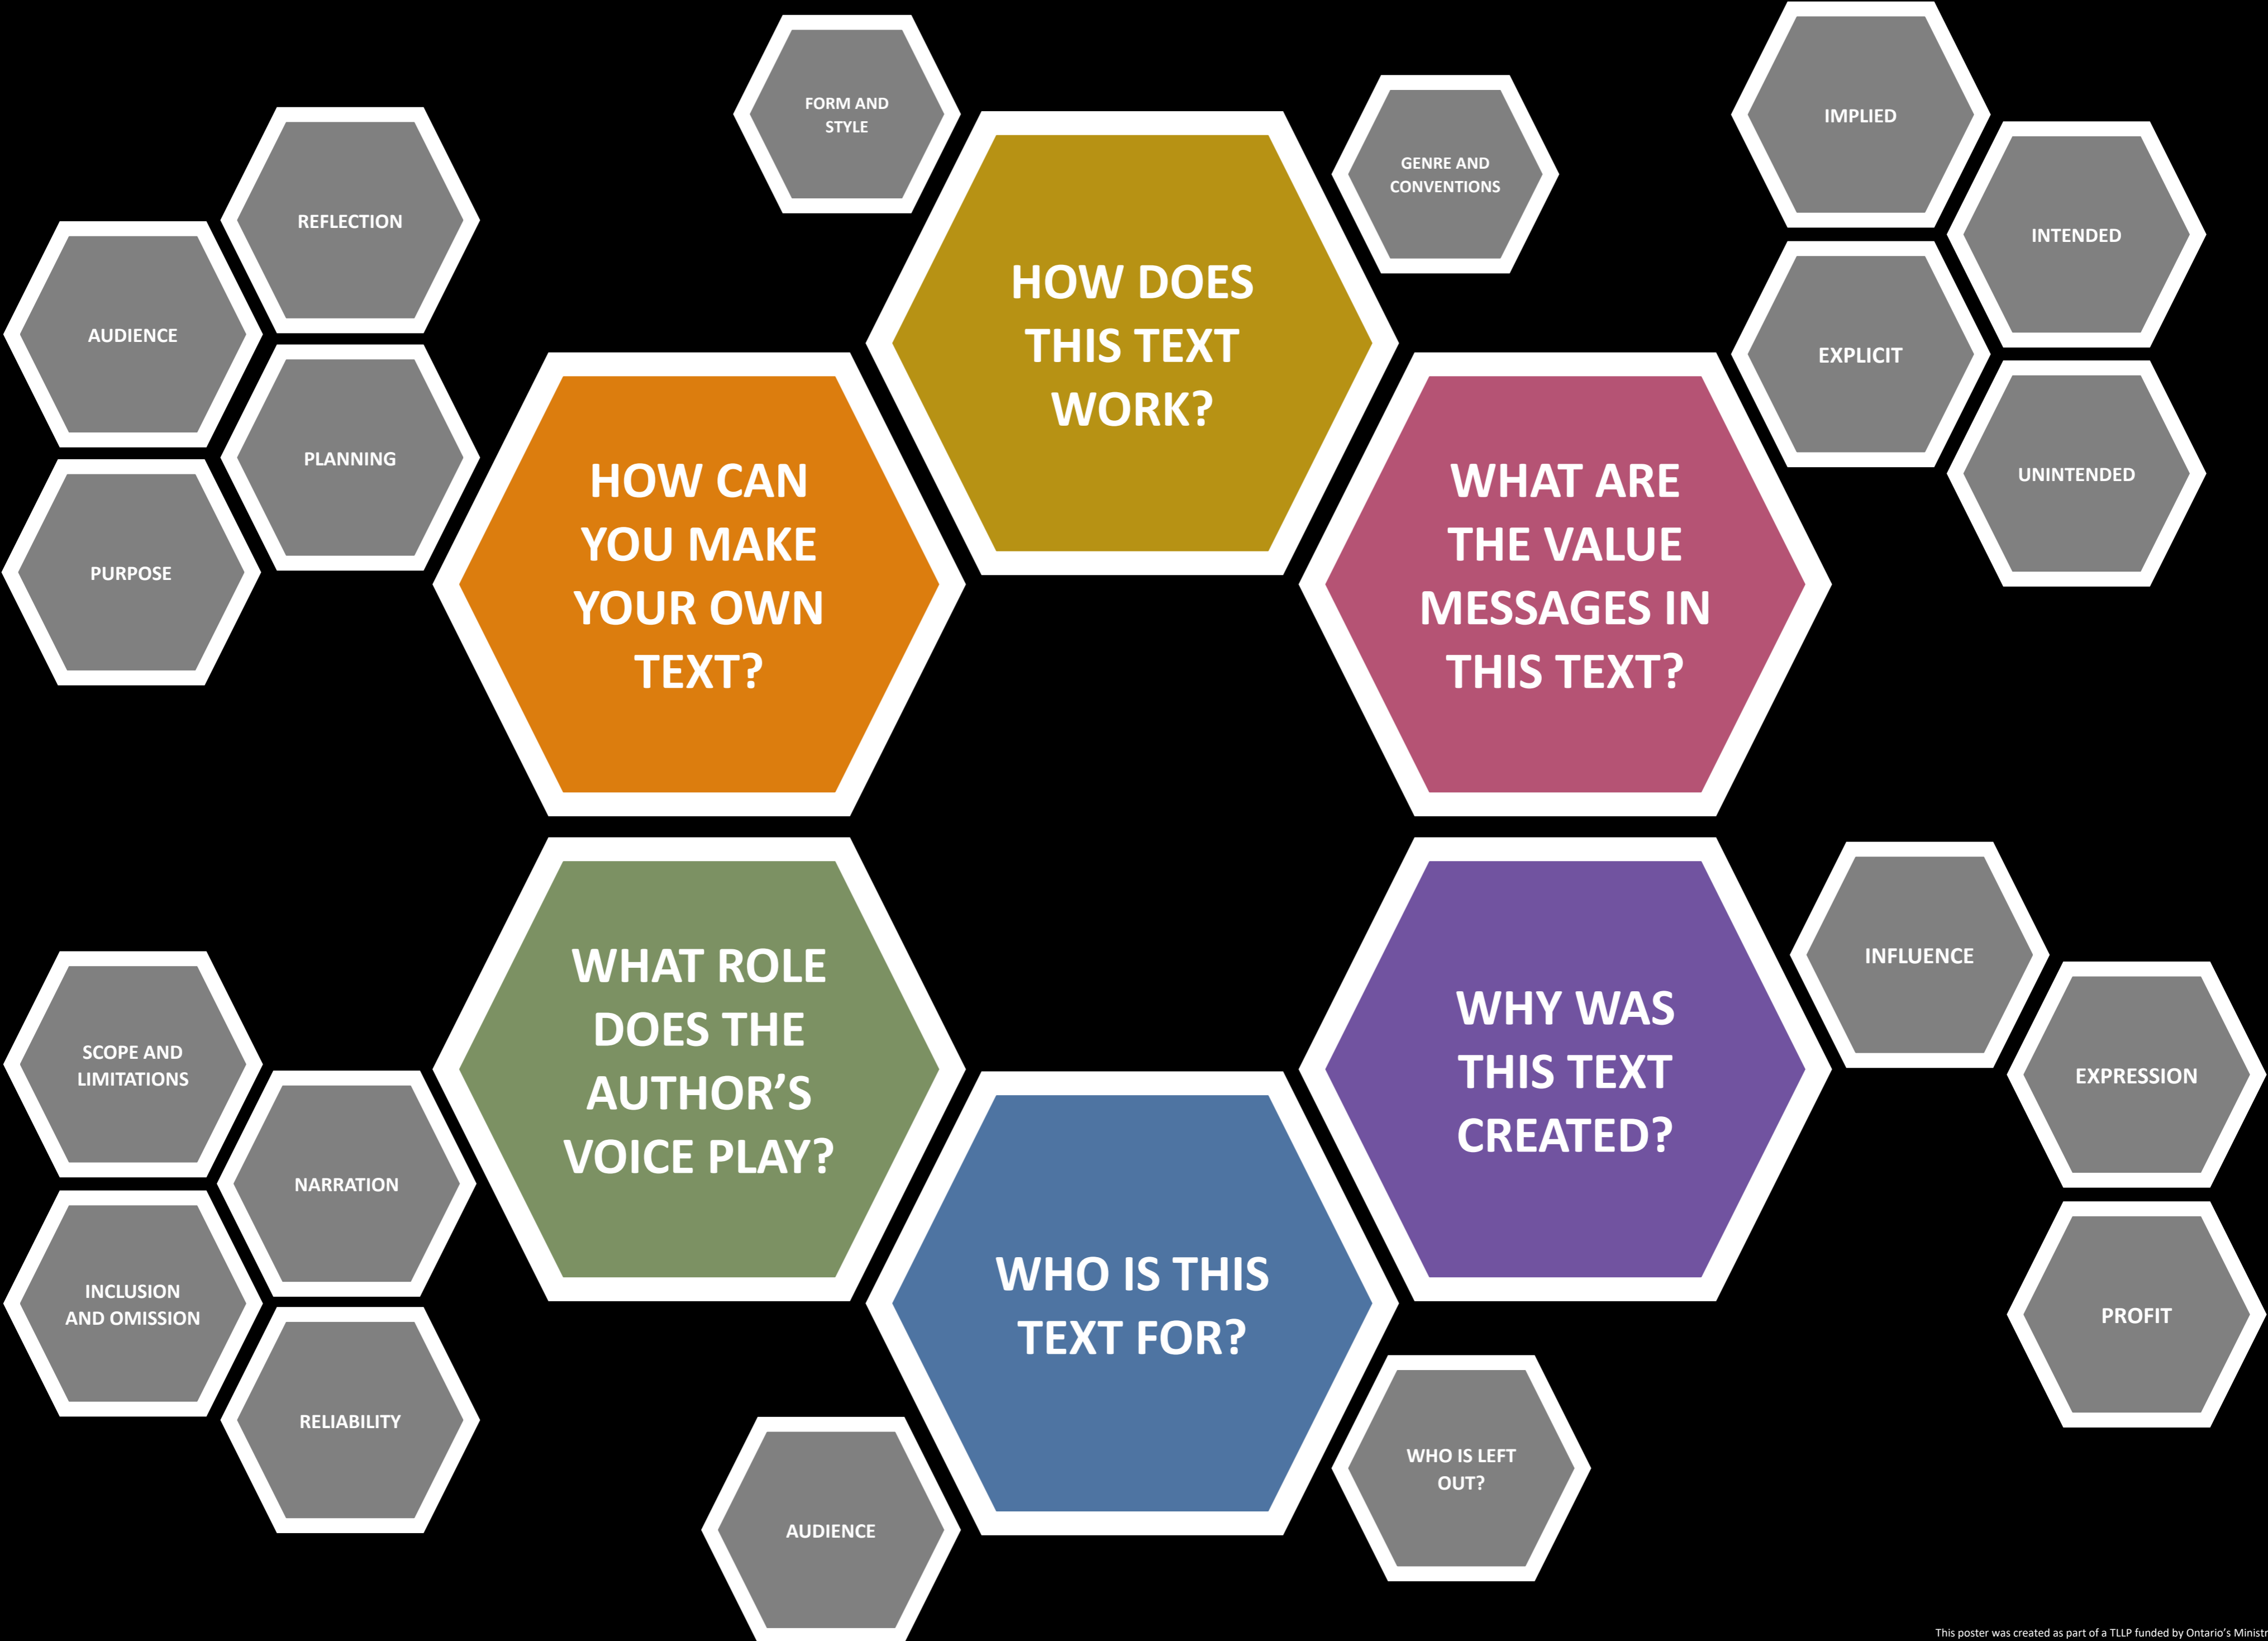 FORM AND
STYLE
GENRE AND
CONVENTIONS
HOW DOES
THIS TEXT
WORK?
IMPLIED
INTENDED
EXPLICIT
UNINTENDED
WHAT ARE
THE VALUE
MESSAGES IN
THIS TEXT?
REFLECTION
AUDIENCE
PLANNING
PURPOSE
HOW CAN
YOU MAKE
YOUR OWN
TEXT?
WHAT ROLE
DOES THE
AUTHOR’S
VOICE PLAY?
SCOPE AND
LIMITATIONS
NARRATION
INCLUSION
AND OMISSION
RELIABILITY
WHY WAS
THIS TEXT
CREATED?
INFLUENCE
EXPRESSION
PROFIT
WHO IS THIS
TEXT FOR?
WHO IS LEFT
OUT?
AUDIENCE
This poster was created as part of a TLLP funded by Ontario’s Ministr